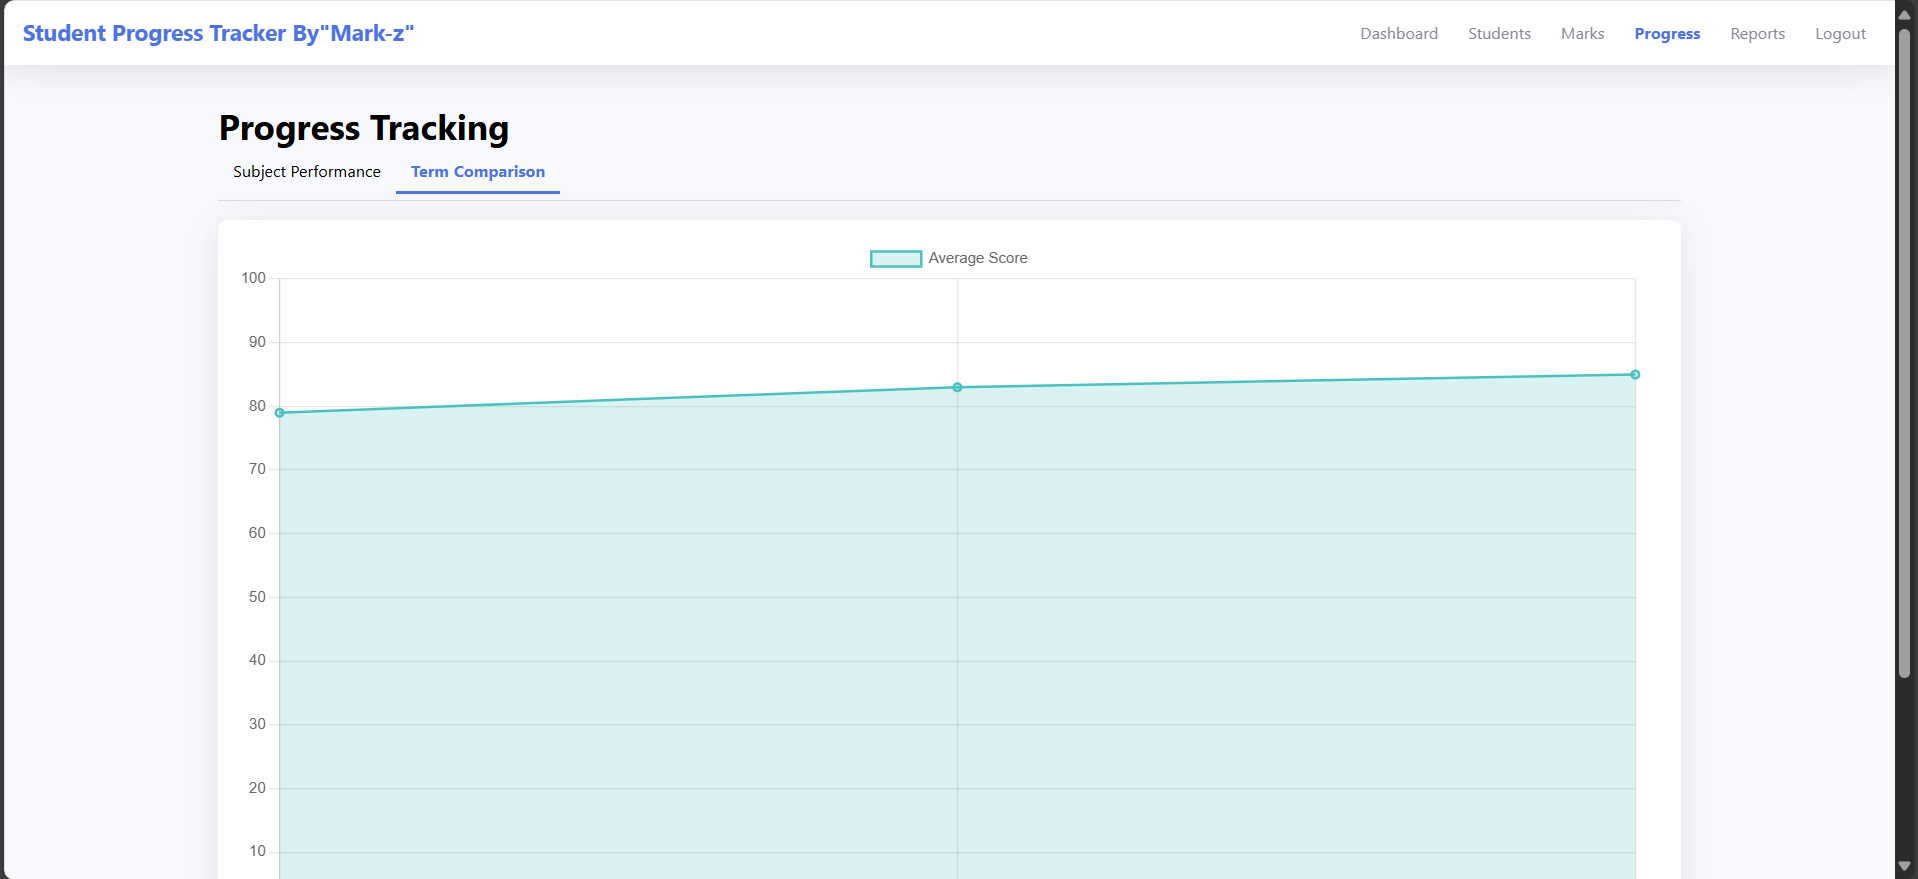 Student Progress Tracker By"Mark-z"
Dashboard Students Marks Progress Reports Logout
Progress Tracking
Subject Performance Term Comparison
Average Score
100
90
80
70
60
50
40
30
20
10